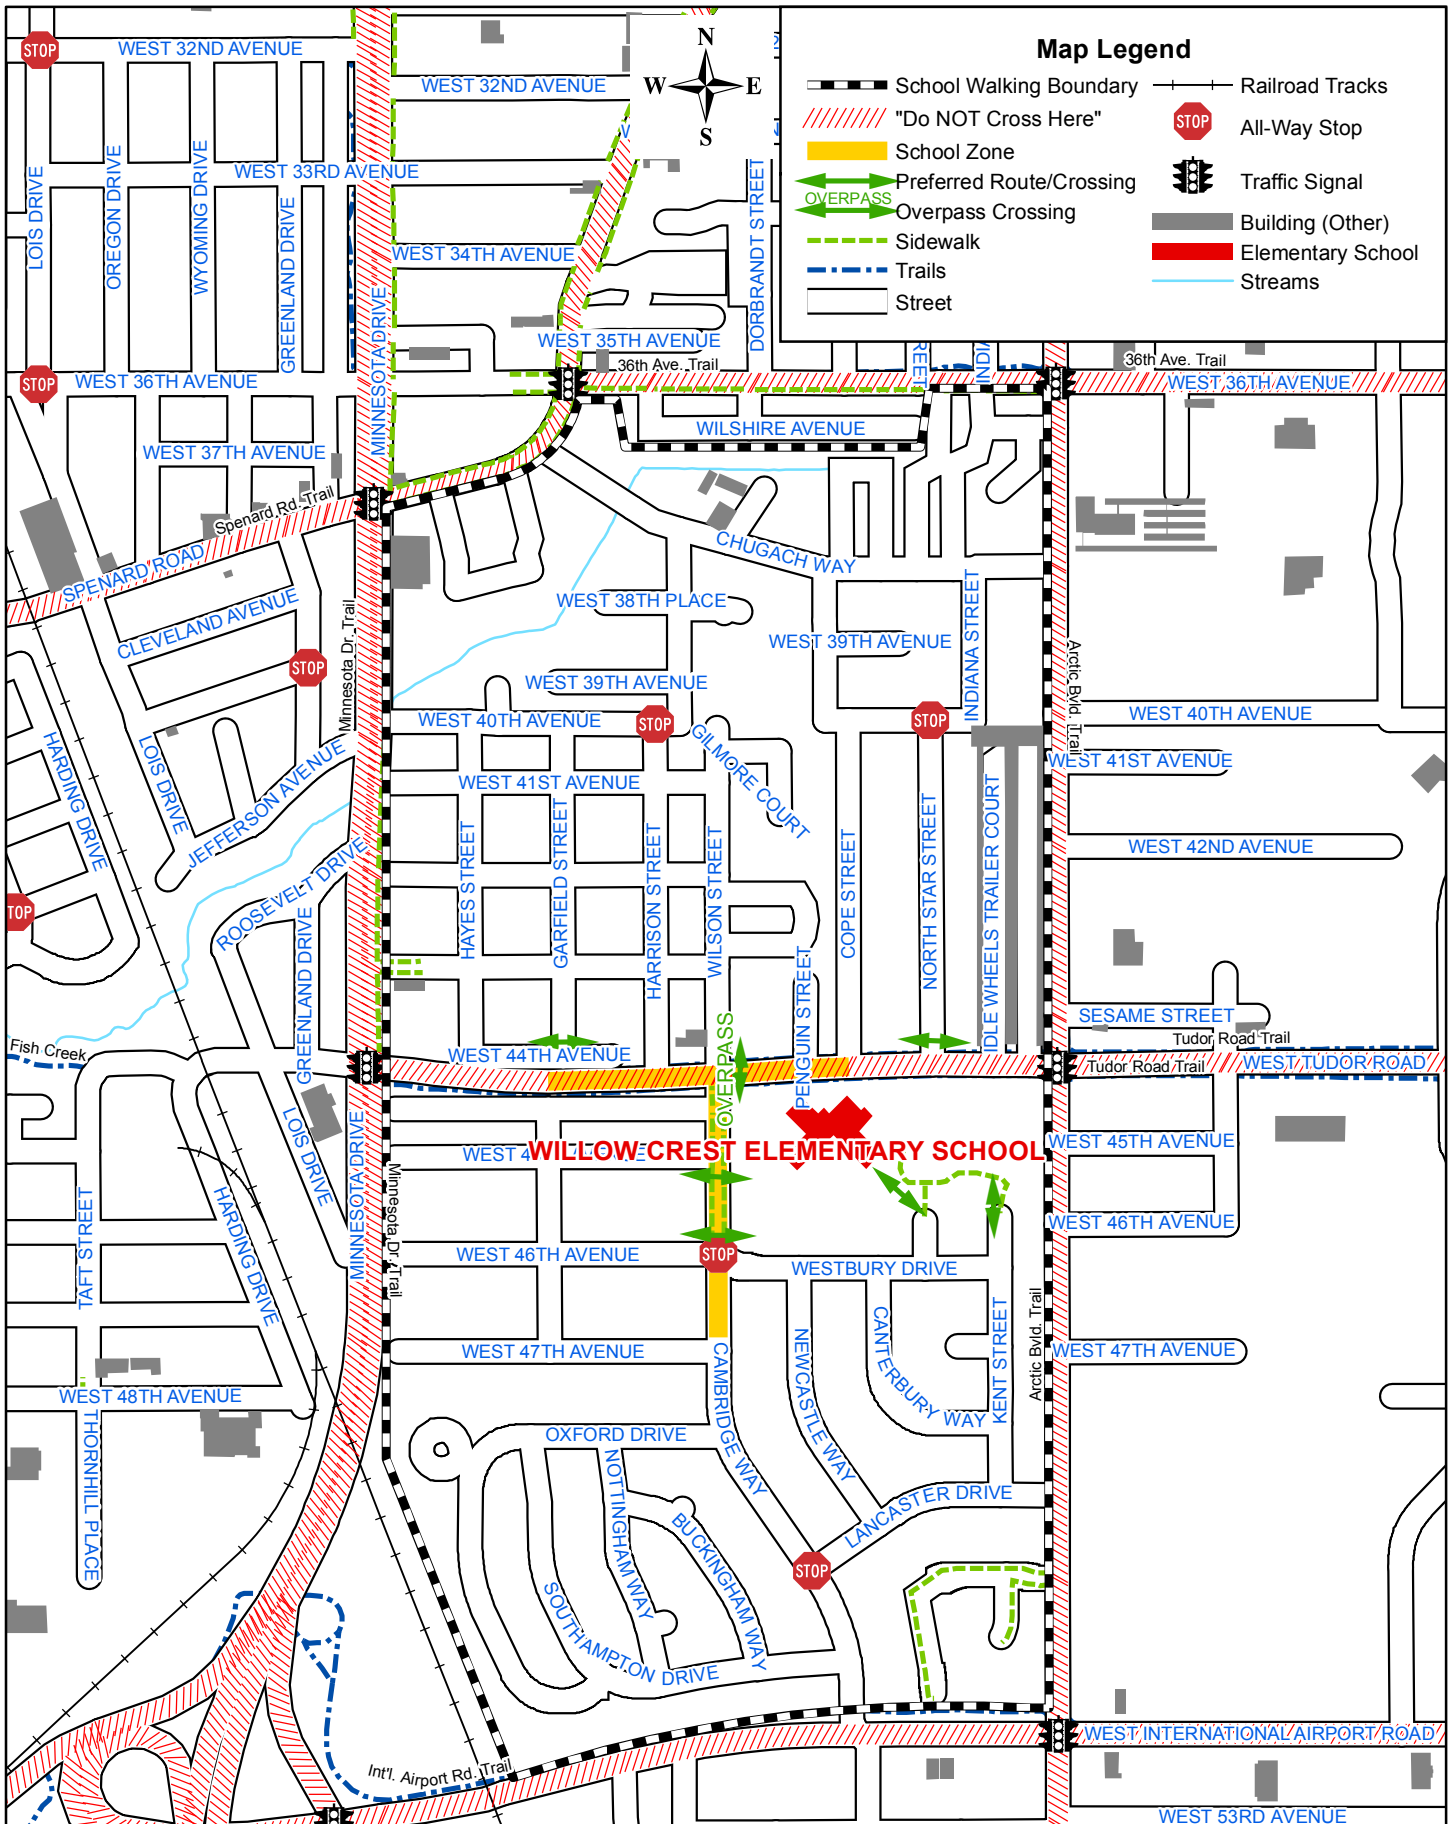 Map Legend
School Walking Boundary
"Do NOT Cross Here"
School Zone
Preferred Route/Crossing
OVERPASS
Overpass Crossing
Sidewalk
Trails
Street
Railroad Tracks
STOP
All-Way Stop
Traffic Signal
Building (Other)
Elementary School
Streams
N
W
E
S
STOP
WEST 32ND AVENUE
WEST 32ND AVENUE
WEST 33RD AVENUE
LOIS DRIVE
OREGON DRIVE
WYOMING DRIVE
GREENLAND DRIVE
MINNESOTA DRIVE
WEST 34TH AVENUE
DORBRANDT STREET
WEST 35TH AVENUE
36th Ave. Trail
36th Ave. Trail
STOP
WEST 36TH AVENUE
WEST 36TH AVENUE
WILSHIRE AVENUE
WEST 37TH AVENUE
Spenard Rd. Trail
SPENARD ROAD
CHUGACH WAY
CLEVELAND AVENUE
WEST 38TH PLACE
INDIANA STREET
WEST 39TH AVENUE
WEST 39TH AVENUE
STOP
Minnesota Dr. Trail
Arctic Bvld. Trail
WEST 40TH AVENUE
STOP
STOP
WEST 40TH AVENUE
GILMORE COURT
HARDING DRIVE
LOIS DRIVE
JEFFERSON AVENUE
WEST 41ST AVENUE
WEST 41ST AVENUE
WEST 42ND AVENUE
ROOSEVELT DRIVE
HAYES STREET
GARFIELD STREET
HARRISON STREET
WILSON STREET
COPE STREET
NORTH STAR STREET
IDLE WHEELS TRAILER COURT
TOP
GREENLAND DRIVE
PENGUIN STREET
SESAME STREET
Tudor Road Trail
Fish Creek
WEST 44TH AVENUE
OVERPASS
Tudor Road Trail
WEST TUDOR ROAD
LOIS DRIVE
MINNESOTA DRIVE
WILLOW CREST ELEMENTARY SCHOOL
WEST 45TH AVENUE
Minnesota Dr. Trail
TAFT STREET
HARDING DRIVE
WEST 46TH AVENUE
WEST 46TH AVENUE
STOP
WESTBURY DRIVE
CANTERBURY WAY
KENT STREET
Arctic Bvld. Trail
WEST 47TH AVENUE
WEST 47TH AVENUE
CAMBRIDGE WAY
NEWCASTLE WAY
WEST 48TH AVENUE
THORNHILL PLACE
OXFORD DRIVE
NOTTINGHAM WAY
BUCKINGHAM WAY
LANCASTER DRIVE
STOP
SOUTHAMPTON DRIVE
Int'l. Airport Rd. Trail
WEST INTERNATIONAL AIRPORT ROAD
WEST 53RD AVENUE